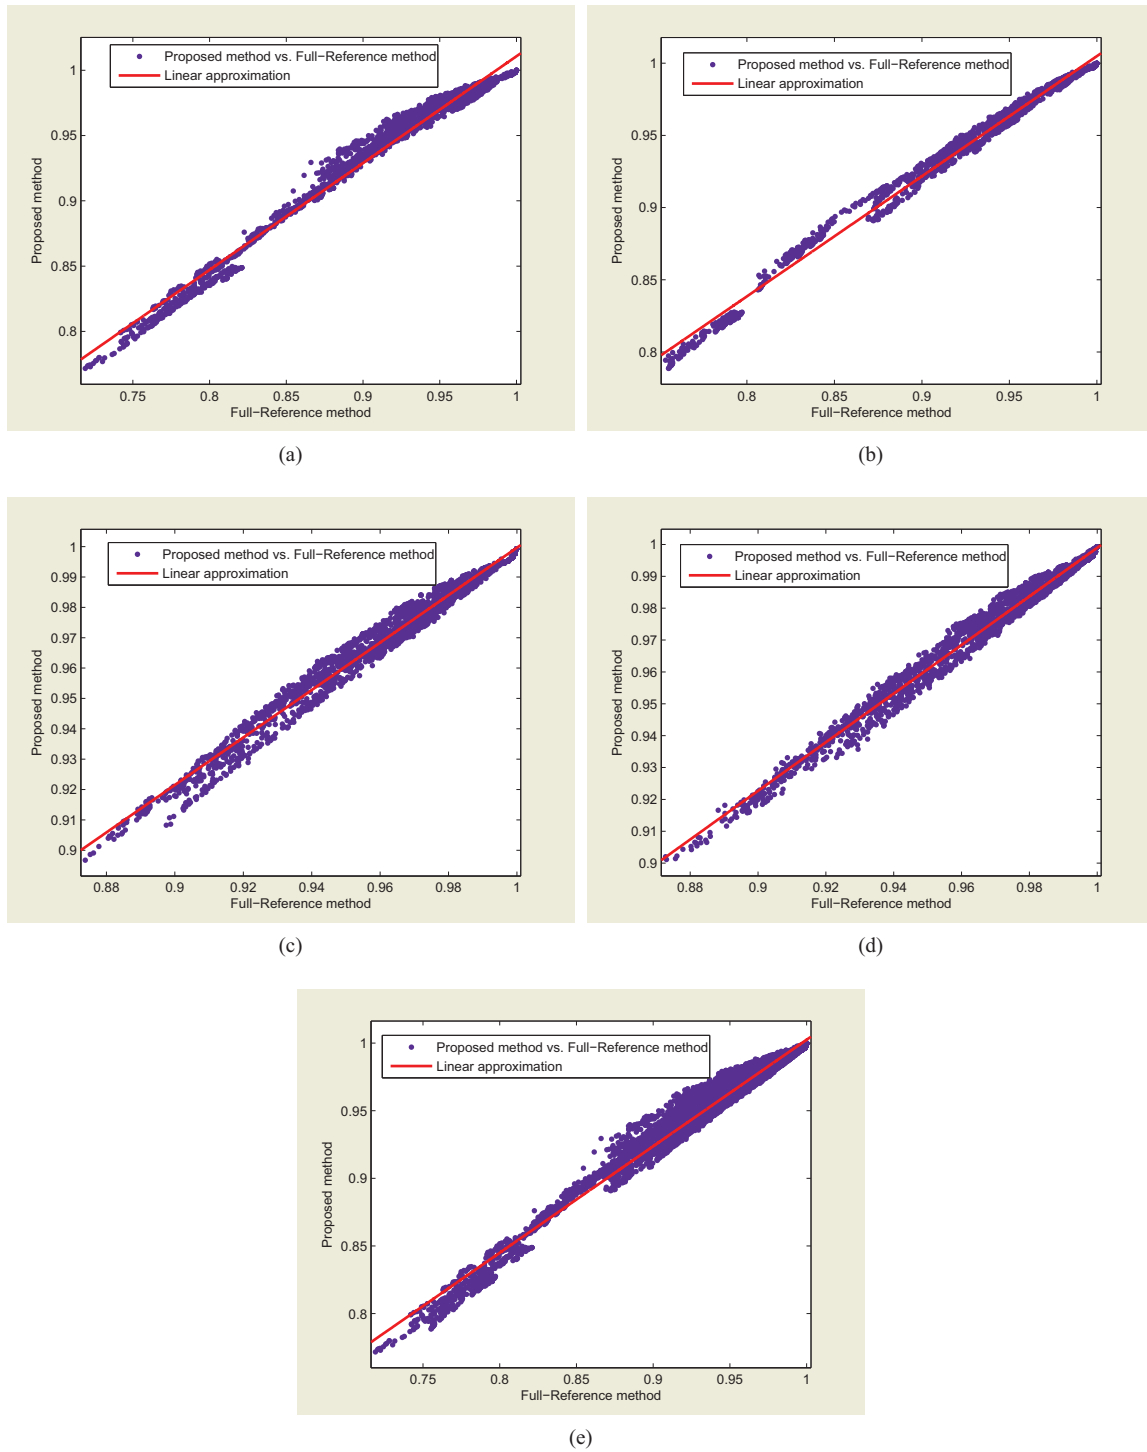 Proposed method vs. Full−Reference method
Linear approximation
1
0.95
0.9
0.85
0.8
Proposed method
0.75 0.8 0.85 0.9 0.95 1
Full−Reference method
(a)
Proposed method vs. Full−Reference method
Linear approximation
1
0.95
0.9
0.85
0.8
Proposed method
0.8 0.85 0.9 0.95 1
Full−Reference method
(b)
Proposed method vs. Full−Reference method
Linear approximation
1
0.99
0.98
0.97
0.96
0.95
0.94
0.93
0.92
0.91
0.9
Proposed method
0.88 0.9 0.92 0.94 0.96 0.98 1
Full−Reference method
(c)
Proposed method vs. Full−Reference method
Linear approximation
1
0.99
0.98
0.97
0.96
0.95
0.94
0.93
0.92
0.91
0.9
Proposed method
0.88 0.9 0.92 0.94 0.96 0.98 1
Full−Reference method
(d)
Proposed method vs. Full−Reference method
Linear approximation
1
0.95
0.9
0.85
0.8
Proposed method
0.75 0.8 0.85 0.9 0.95 1
Full−Reference method
(e)